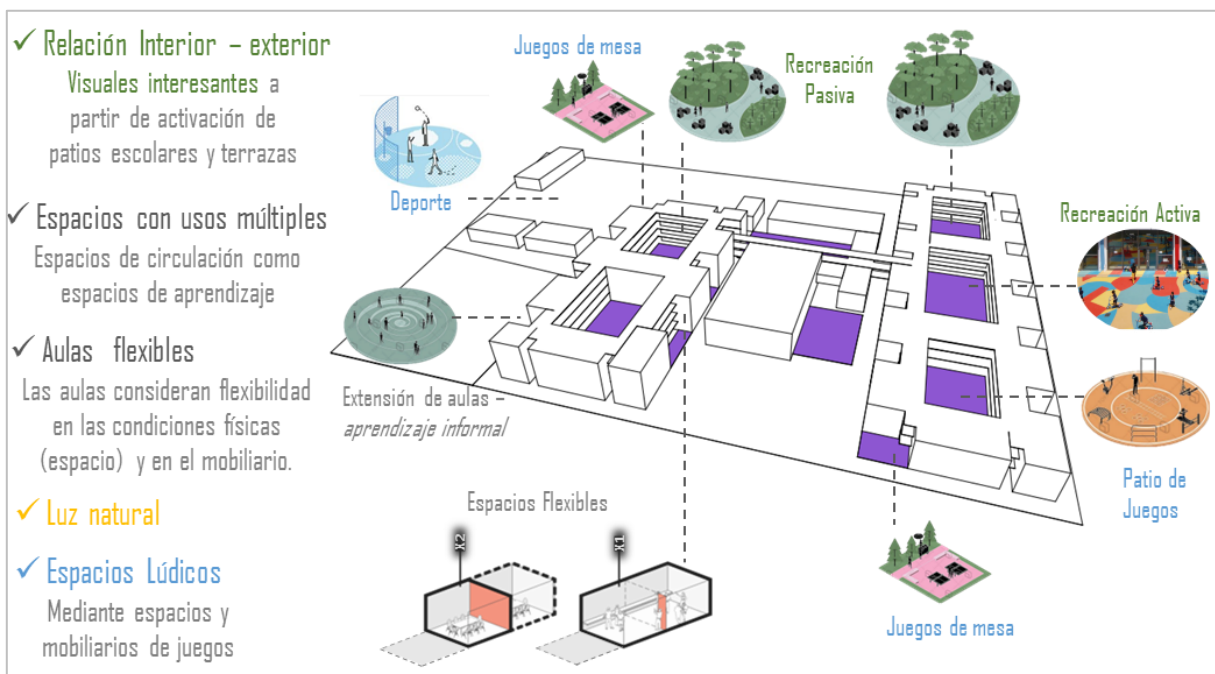 ✓ Relación Interior – exterior
Visuales interesantes a
partir de activación de
patios escolares y terrazas
✓ Espacios con usos múltiples
Espacios de circulación como
espacios de aprendizaje
✓ Aulas flexibles
Las aulas consideran flexibilidad
en las condiciones físicas
(espacio) y en el mobiliario.
✓ Luz natural
✓ Espacios Lúdicos
Mediante espacios y
mobiliarios de juegos
Juegos de mesa
Recreación
Pasiva
Deporte
Recreación Activa
Extensión de aulas –
aprendizaje informal
Patio de
Juegos
Espacios Flexibles
X2
X1
Juegos de mesa